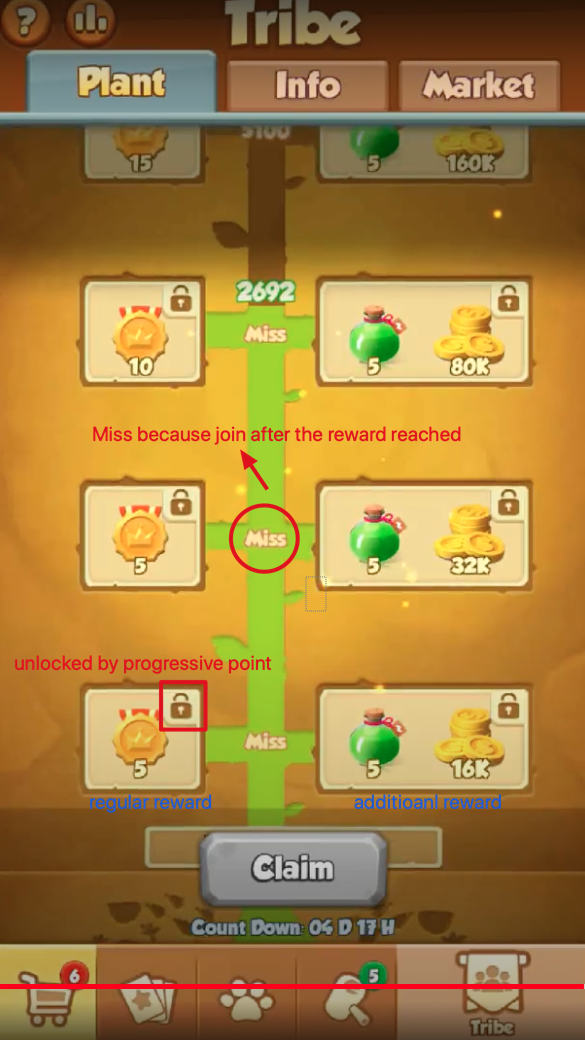 ?
Tribe
Plant
Info
Market
15
5100
5
160K
2692
10
Miss
5
80K
Miss because join after the reward reached
5
Miss
5
32K
unlocked by progressive point
5
Miss
5
16K
regular reward
additioanl reward
Claim
Count Down: 04 D 17 H
6
5
Tribe